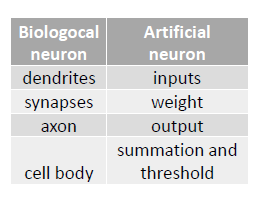 Biologocal neuron Artificial neuron
dendrites inputs
synapses weight
axon output
cell body summation and threshold